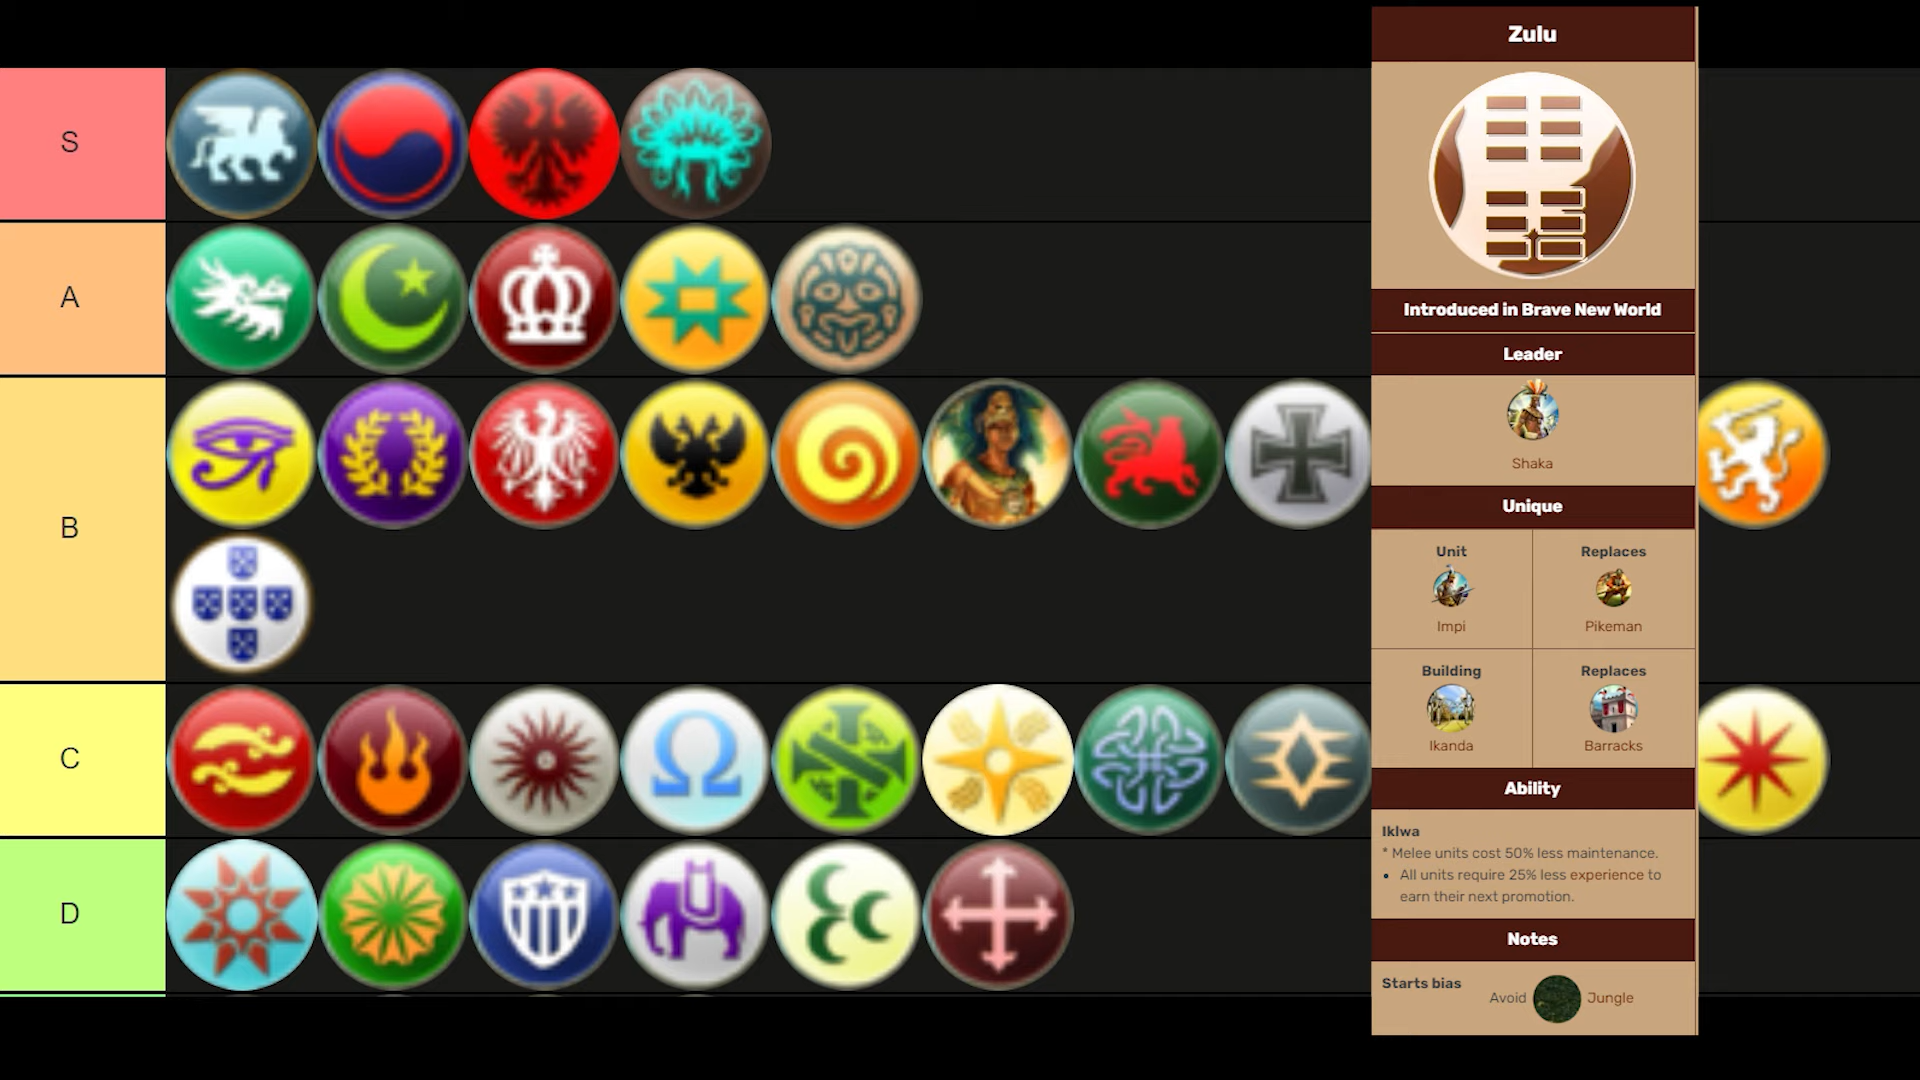 S
A
B
C
D
Zulu
Introduced in Brave New World
Leader
Shaka
Unique
Unit Replaces
Impi Pikeman
Building Replaces
Ikanda Barracks
Ability
Iklwa
* Melee units cost 50% less maintenance.
• All units require 25% less experience to
earn their next promotion.
Notes
Starts bias
Avoid Jungle